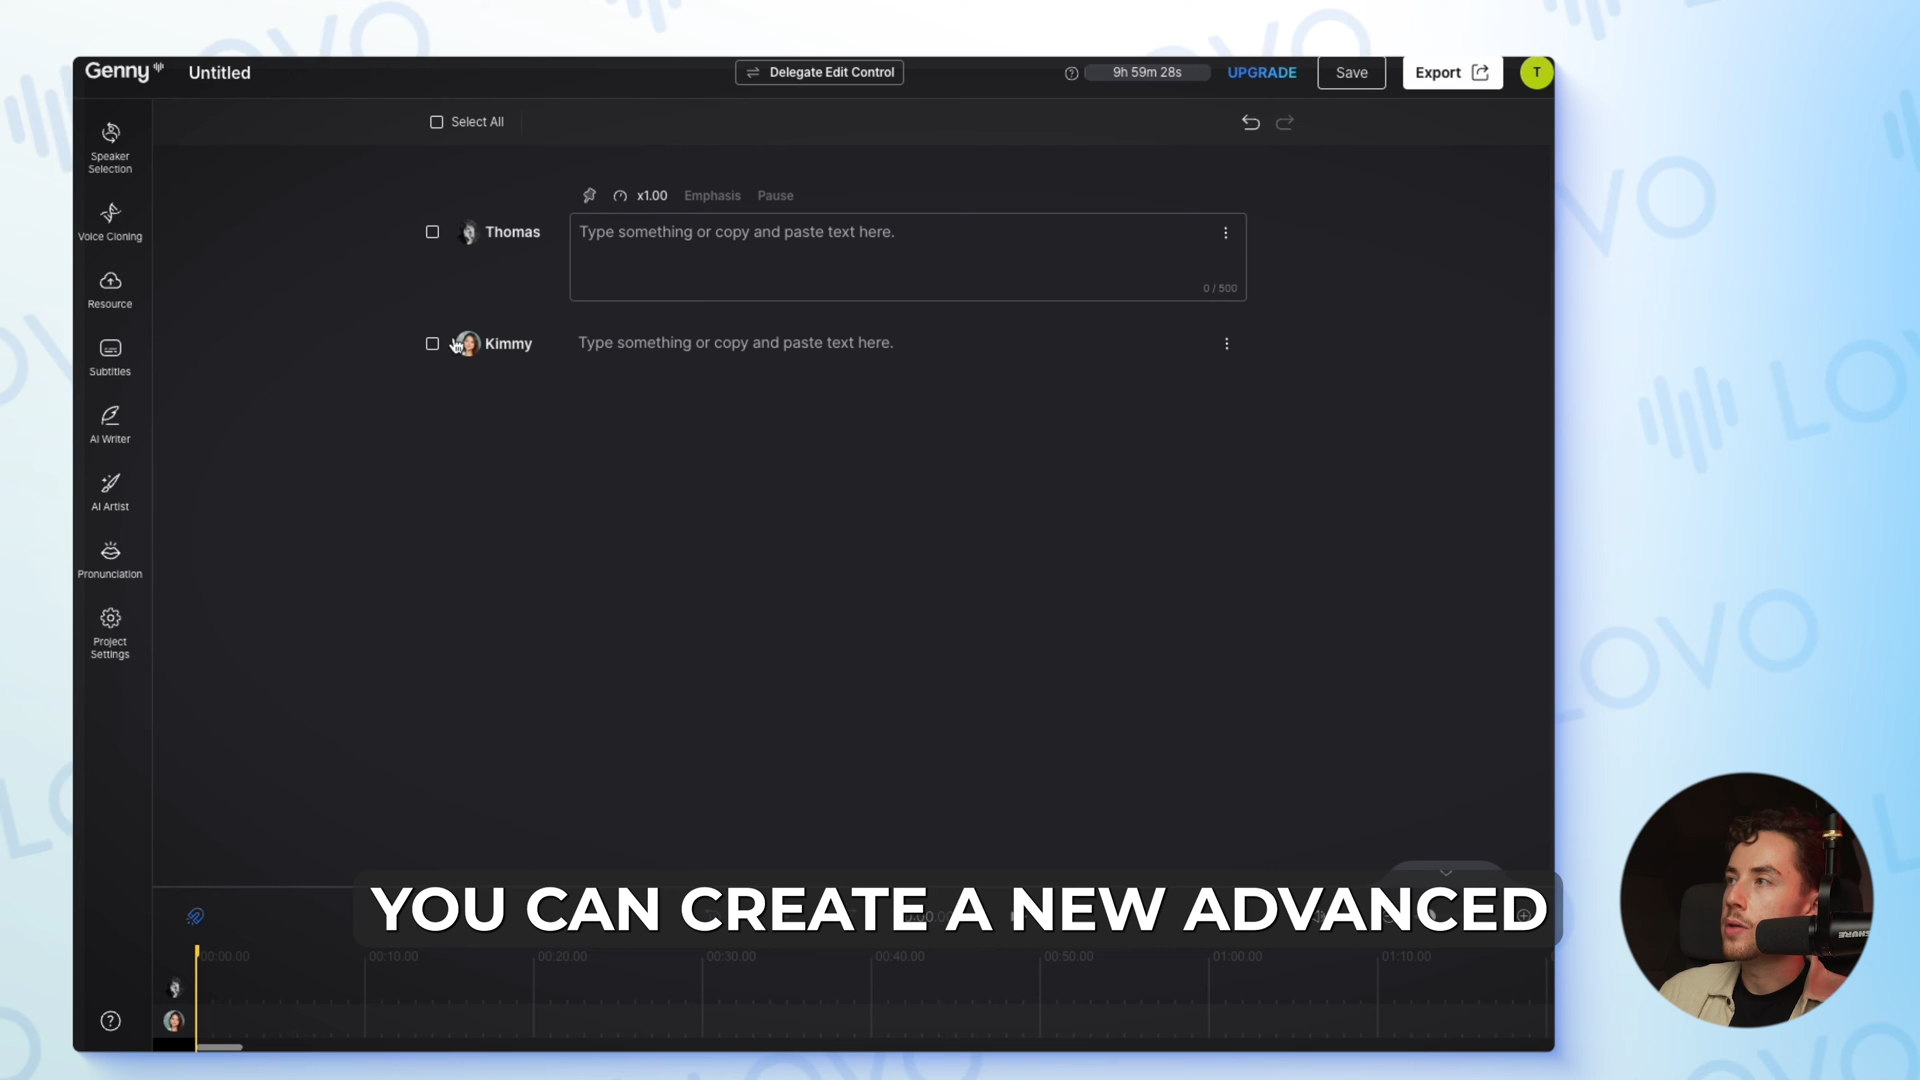 Genny
Untitled
Delegate Edit Control
9h 59m 28s
UPGRADE
Save
Export
T
Select All
Speaker
Selection
Voice Cloning
Resource
Subtitles
AI Writer
AI Artist
Pronunciation
Project
Settings
x1.00
Emphasis
Pause
Thomas
Type something or copy and paste text here.
0 / 500
Kimmy
Type something or copy and paste text here.
YOU CAN CREATE A NEW ADVANCED
00:00.00
00:10.00
00:20.00
00:30.00
00:40.00
00:50.00
01:00.00
01:10.00
LOVO
LOVO
LOVO
SHURE